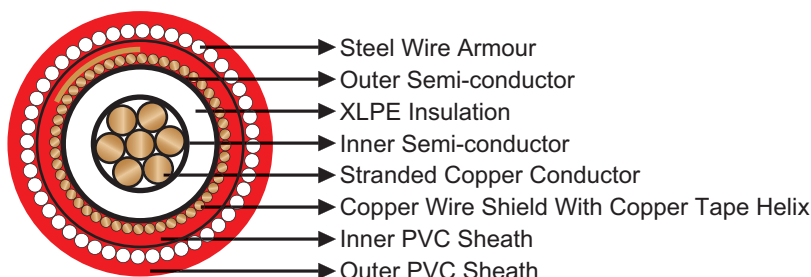 Steel Wire Armour
Outer Semi-conductor
XLPE Insulation
Inner Semi-conductor
Stranded Copper Conductor
Copper Wire Shield With Copper Tape Helix
Inner PVC Sheath
Outer PVC Sheath